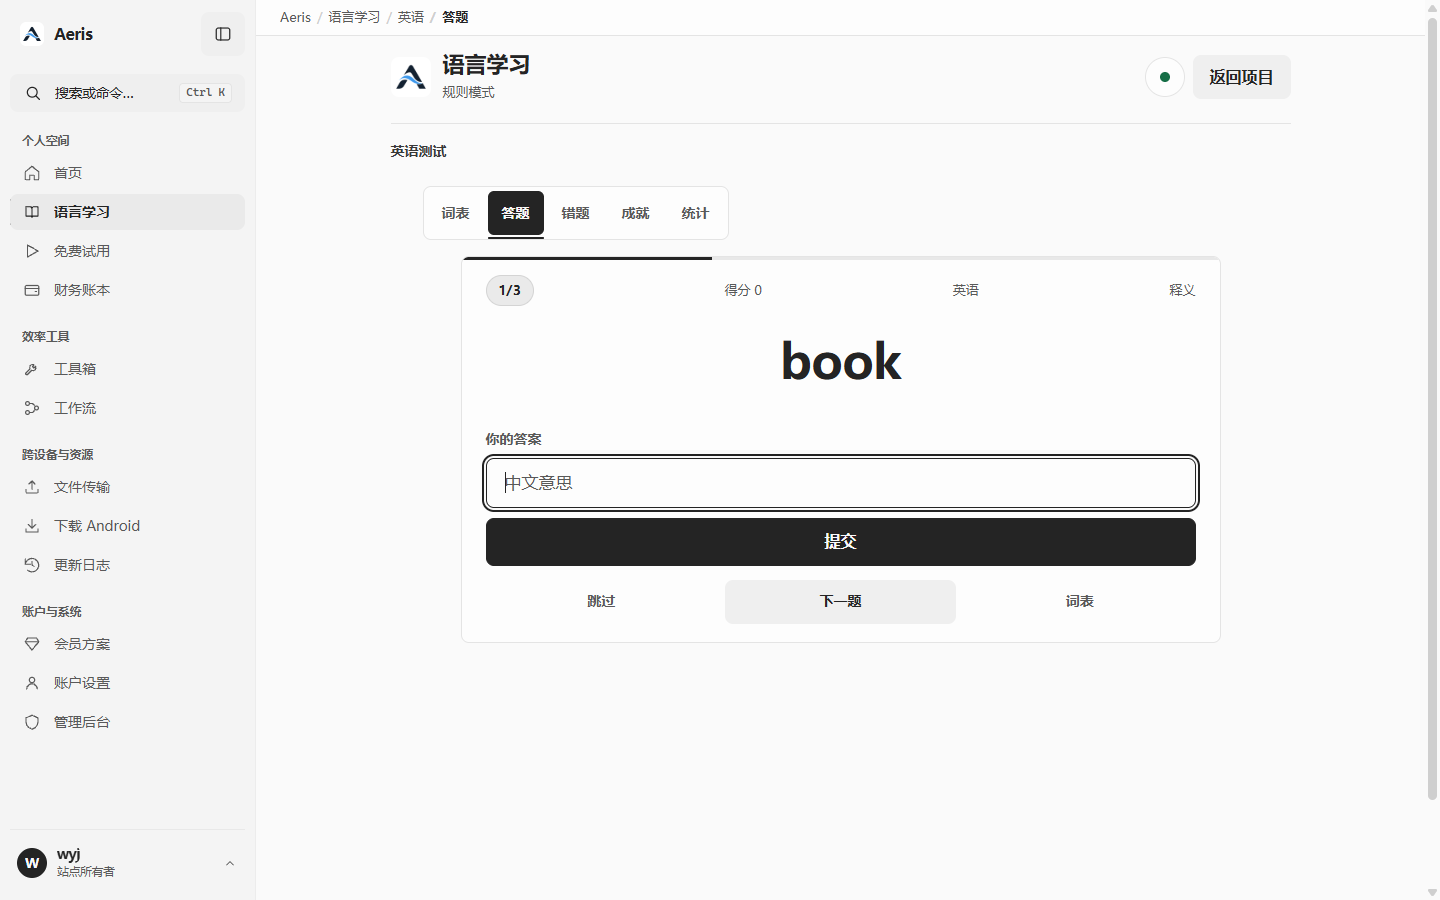 Aeris
搜索或命令... Ctrl K
个人空间
首页
语言学习
免费试用
财务账本
效率工具
工具箱
工作流
跨设备与资源
文件传输
下载 Android
更新日志
账户与系统
会员方案
账户设置
管理后台
W
wyj
站点所有者
Aeris / 语言学习 / 英语 / 答题
语言学习
规则模式
返回项目
英语测试
词表 答题 错题 成就 统计
1/3 得分 0 英语 释义
book
你的答案
中文意思
提交
跳过 下一题 词表